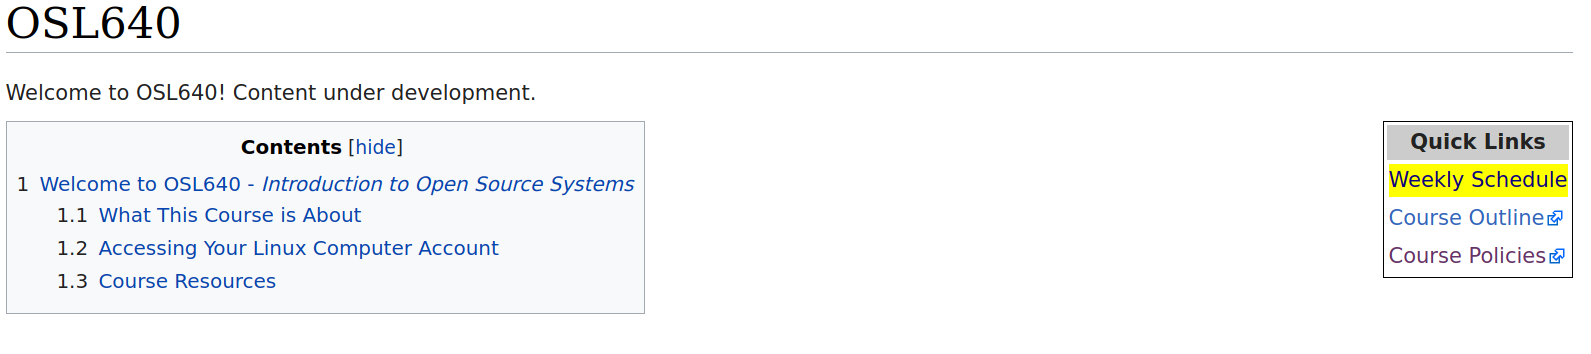 OSL640
Welcome to OSL640! Content under development.
Contents [hide]
1 Welcome to OSL640 - Introduction to Open Source Systems
1.1 What This Course is About
1.2 Accessing Your Linux Computer Account
1.3 Course Resources
Quick Links
Weekly Schedule
Course Outline
Course Policies